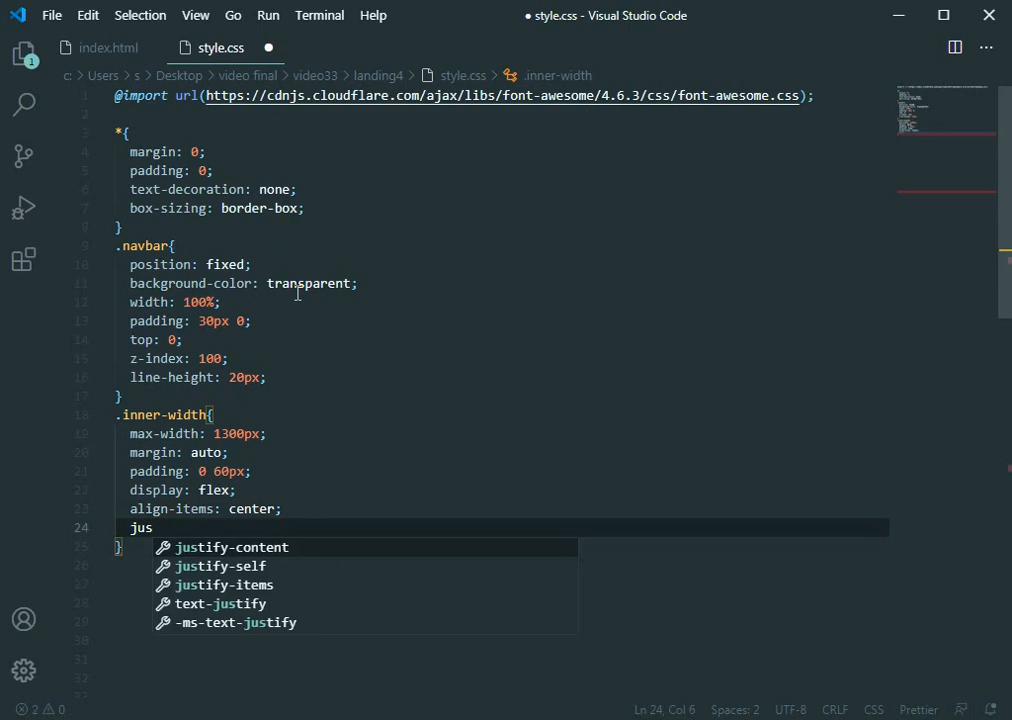 File Edit Selection View Go Run Terminal Help ● style.css - Visual Studio Code
index.html style.css
1
c: > Users > s > Desktop > video final > video33 > landing4 > style.css > .inner-width
1 @import url(https://cdnjs.cloudflare.com/ajax/libs/font-awesome/4.6.3/css/font-awesome.css);
2
3 *{
4 margin: 0;
5 padding: 0;
6 text-decoration: none;
7 box-sizing: border-box;
8 }
9 .navbar{
10 position: fixed;
11 background-color: transparent;
12 width: 100%;
13 padding: 30px 0;
14 top: 0;
15 z-index: 100;
16 line-height: 20px;
17 }
18 .inner-width{
19 max-width: 1300px;
20 margin: auto;
21 padding: 0 60px;
22 display: flex;
23 align-items: center;
24 jus
25 } justify-content
26 justify-self
27 justify-items
28 text-justify
29 -ms-text-justify
30
31
32
2 0 Ln 24, Col 6 Spaces: 2 UTF-8 CRLF CSS Prettier